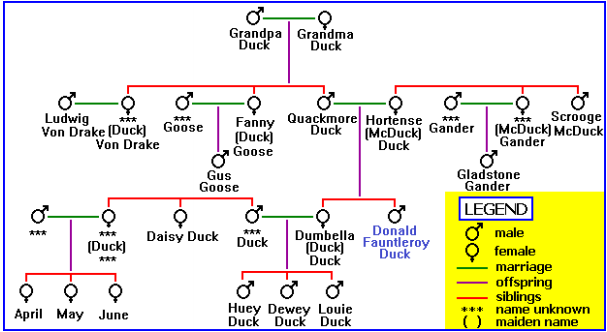 Grandpa Duck
Grandma Duck
Ludwig Von Drake
*** (Duck) Von Drake
*** Goose
Fanny (Duck) Goose
Quackmore Duck
Hortense (McDuck) Duck
*** Gander
*** (McDuck) Gander
Scrooge McDuck
Gus Goose
Gladstone Gander
***
*** (Duck) ***
Daisy Duck
*** Duck
Dumbella (Duck) Duck
Donald Fauntleroy Duck
April
May
June
Huey Duck
Dewey Duck
Louie Duck
LEGEND
male
female
marriage
offspring
siblings
*** name unknown
( ) maiden name